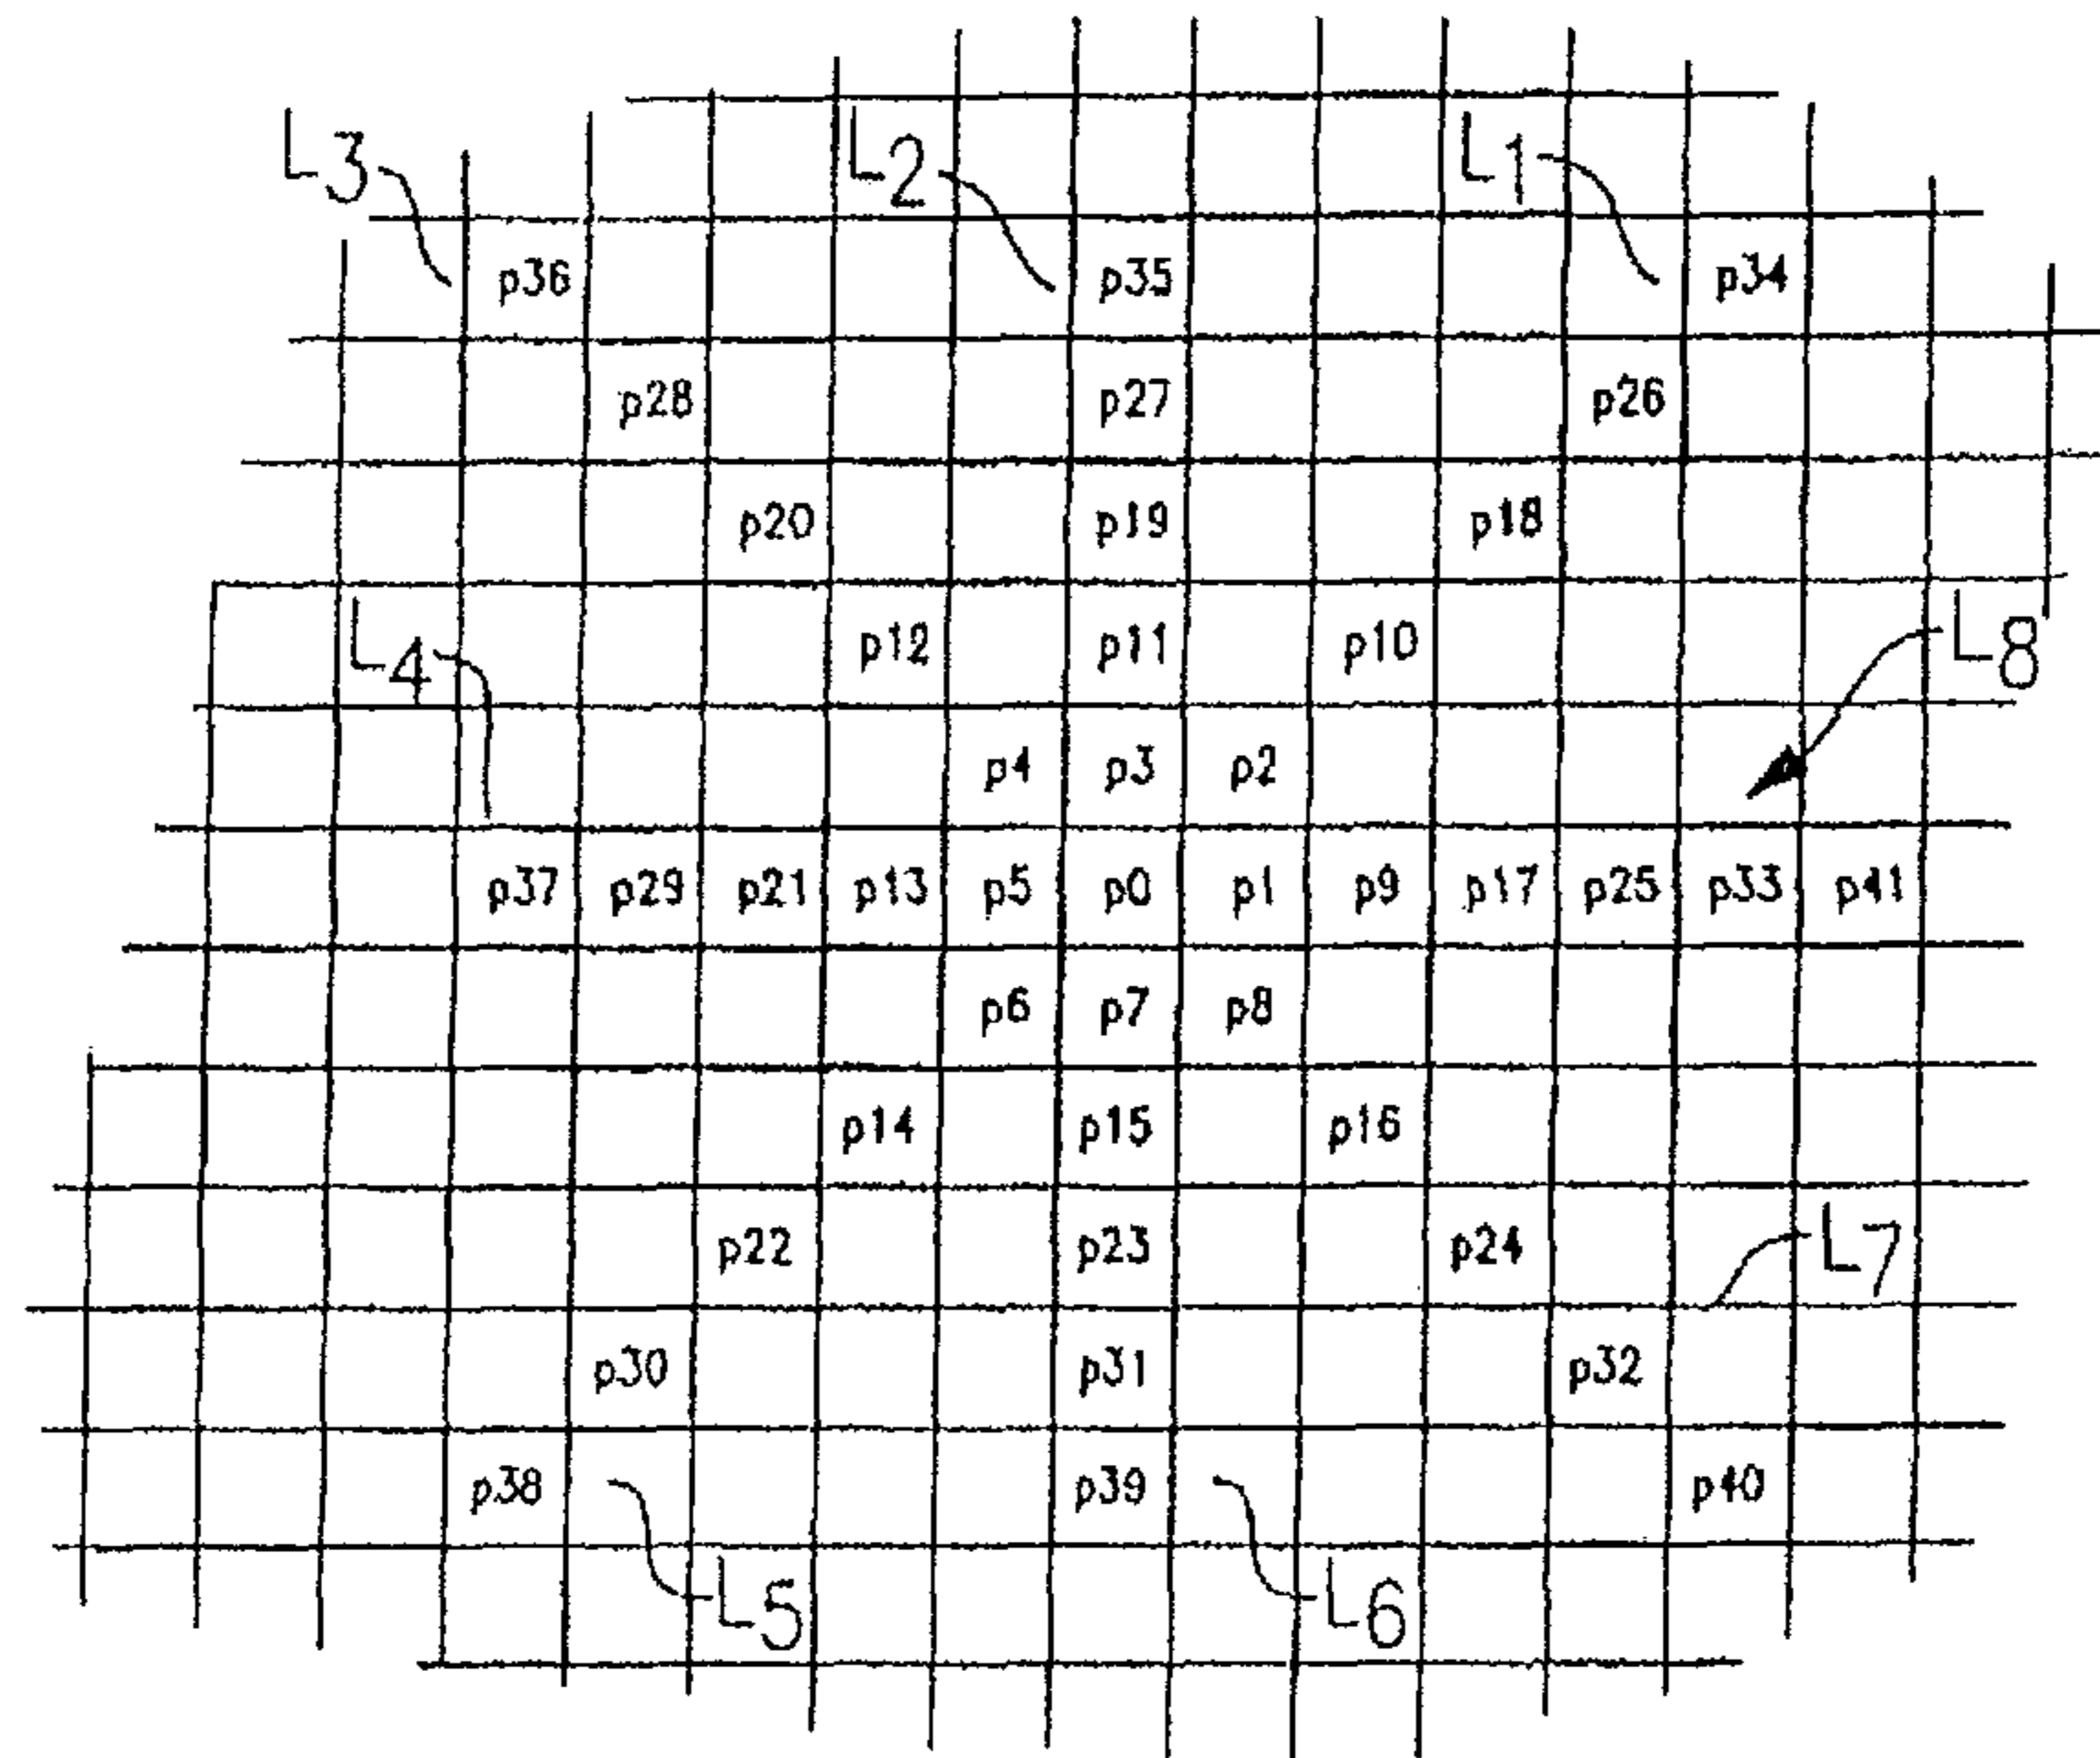 L3 L2 L1
p36 p35 p34
p28 p27 p26
p20 p19 p18
L4 p12 p11 p10 L8
p4 p3 p2
p37 p29 p21 p13 p5 p0 p1 p9 p17 p25 p33 p41
p6 p7 p8
p14 p15 p16
p22 p23 p24 L7
p30 p31 p32
p38 p39 p40
L5 L6